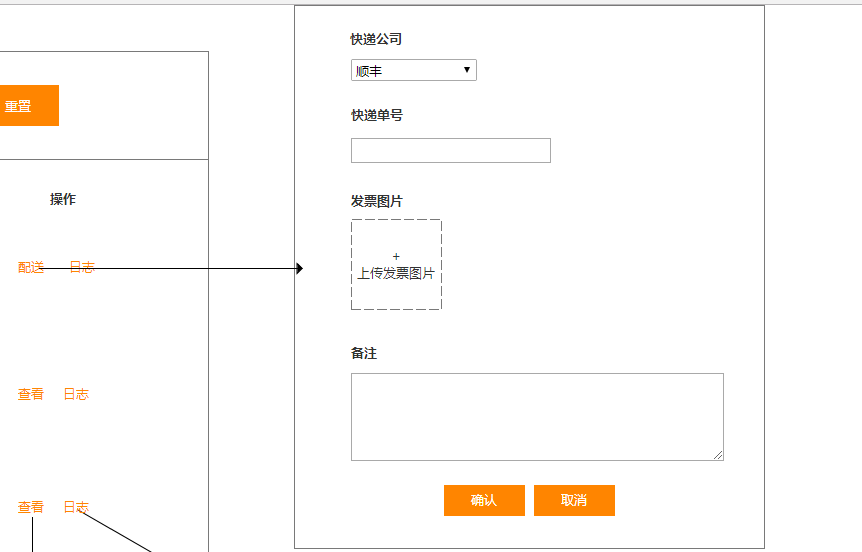 重置
操作
配送 日志
查看 日志
查看 日志
快递公司
顺丰
快递单号
发票图片
+
上传发票图片
备注
确认 取消